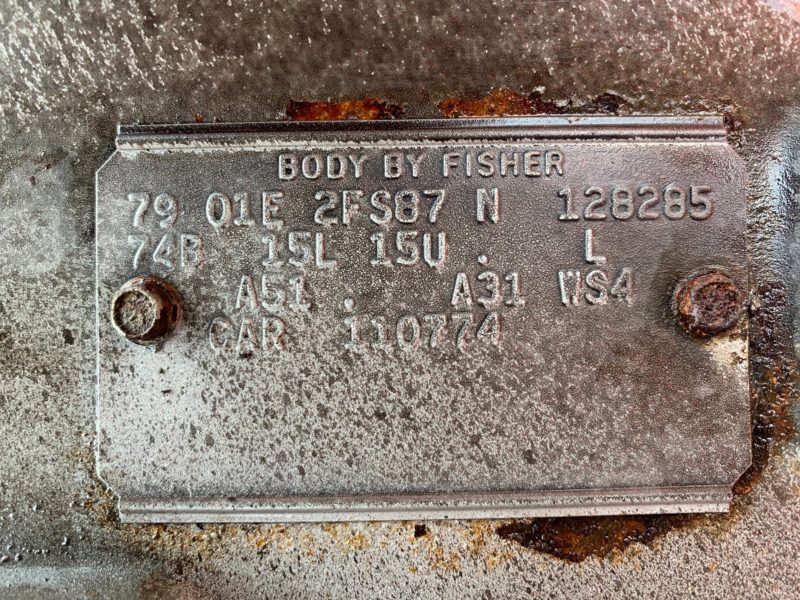 BODY BY FISHER
79 01E 2FS87 N 128285
74B 15L 15U . L
A51 . A31 WS4
CAR 110774